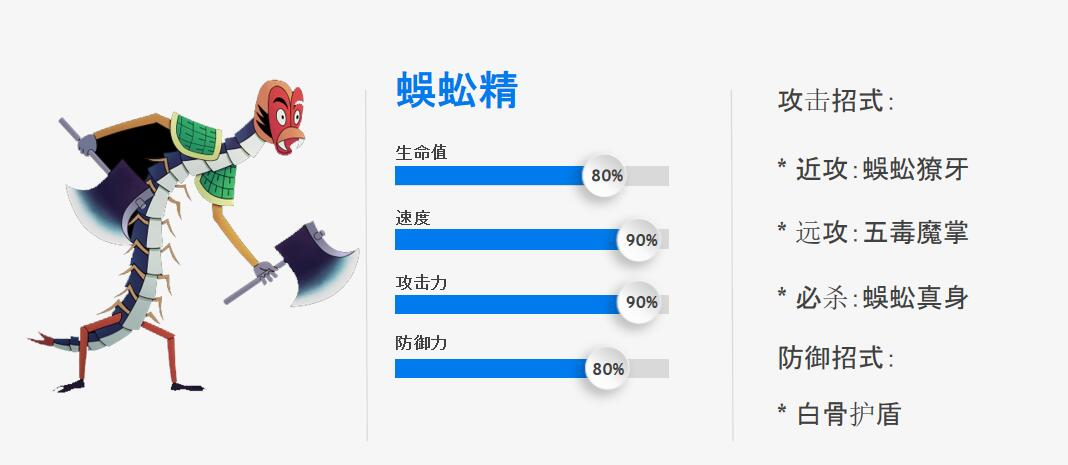 蜈蚣精
生命值
80%
速度
90%
攻击力
90%
防御力
80%
攻击招式:
* 近攻:蜈蚣獠牙
* 远攻:五毒魔掌
* 必杀:蜈蚣真身
防御招式:
* 白骨护盾